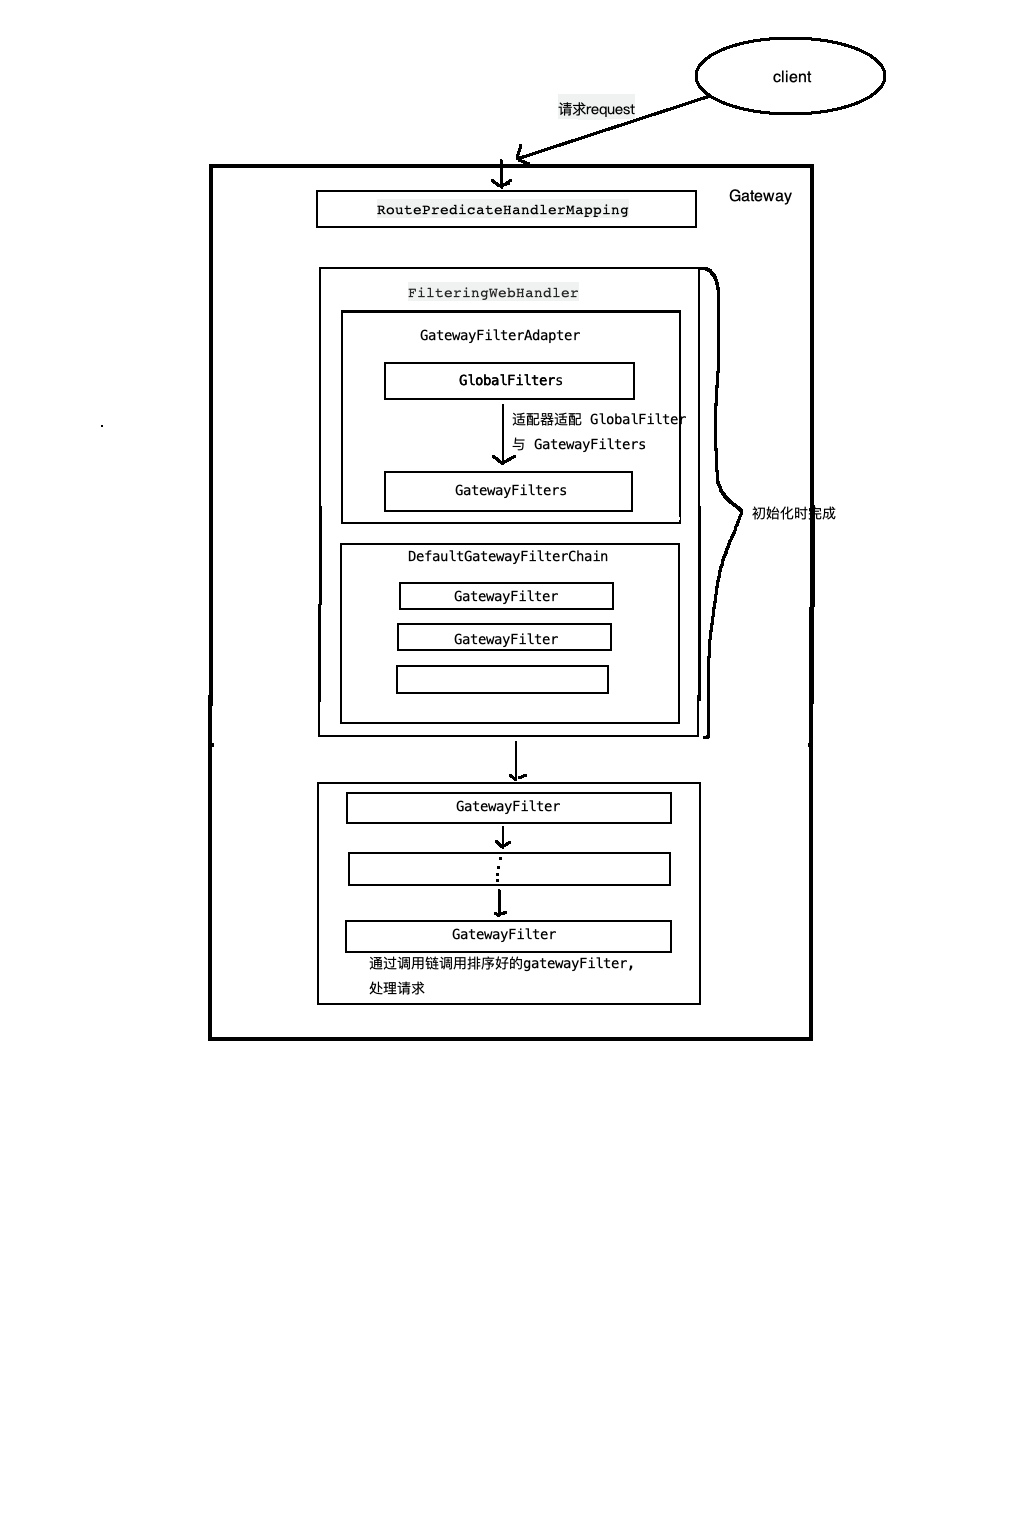 client
请求request
Gateway
RoutePredicateHandlerMapping
FilteringWebHandler
GatewayFilterAdapter
GlobalFilters
适配器适配 GlobalFilter
与 GatewayFilters
GatewayFilters
初始化时完成
DefaultGatewayFilterChain
GatewayFilter
GatewayFilter
GatewayFilter
GatewayFilter
通过调用链调用排序好的gatewayFilter,
处理请求